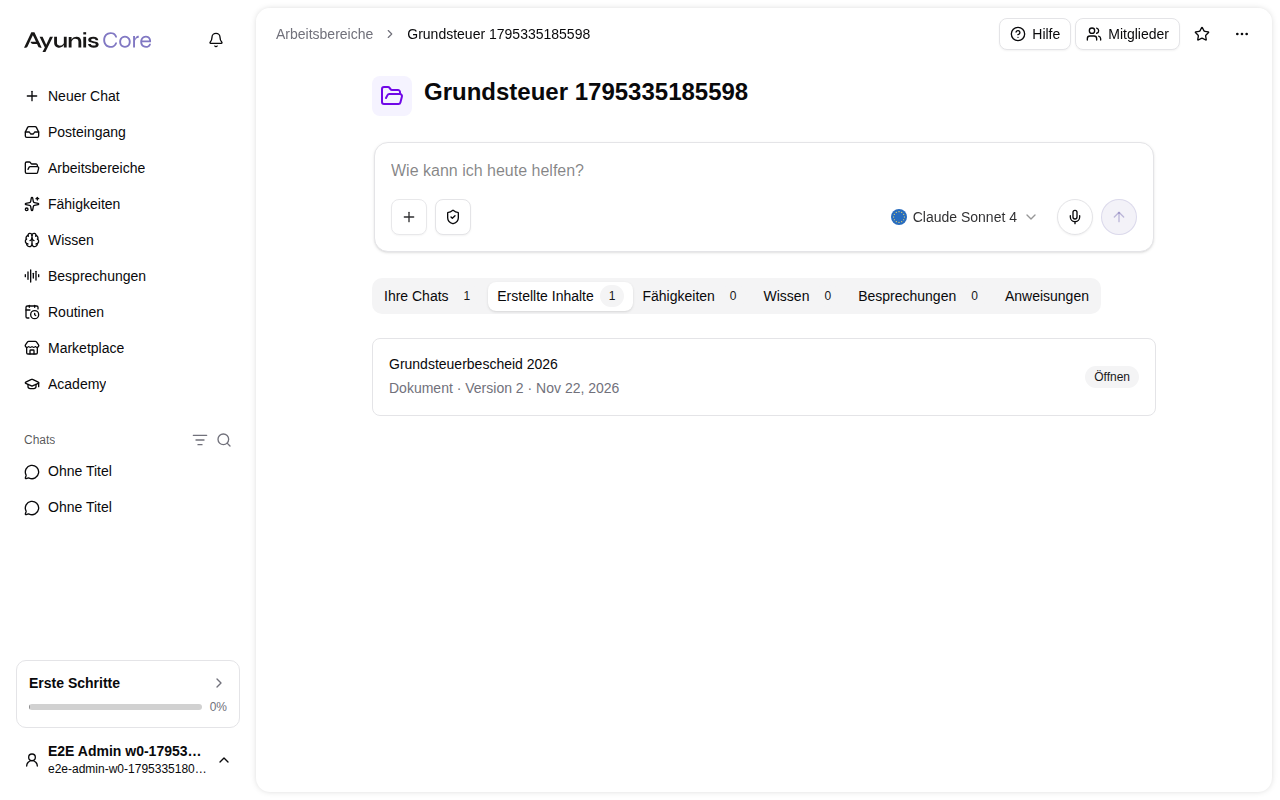 Ayunis Core
Neuer Chat
Posteingang
Arbeitsbereiche
Fähigkeiten
Wissen
Besprechungen
Routinen
Marketplace
Academy
Chats
Ohne Titel
Ohne Titel
Erste Schritte
0%
E2E Admin w0-17953…
e2e-admin-w0-1795335180…
Arbeitsbereiche
Grundsteuer 1795335185598
Hilfe
Mitglieder
Grundsteuer 1795335185598
Wie kann ich heute helfen?
Claude Sonnet 4
Ihre Chats 1
Erstellte Inhalte 1
Fähigkeiten 0
Wissen 0
Besprechungen 0
Anweisungen
Grundsteuerbescheid 2026
Dokument · Version 2 · Nov 22, 2026
Öffnen